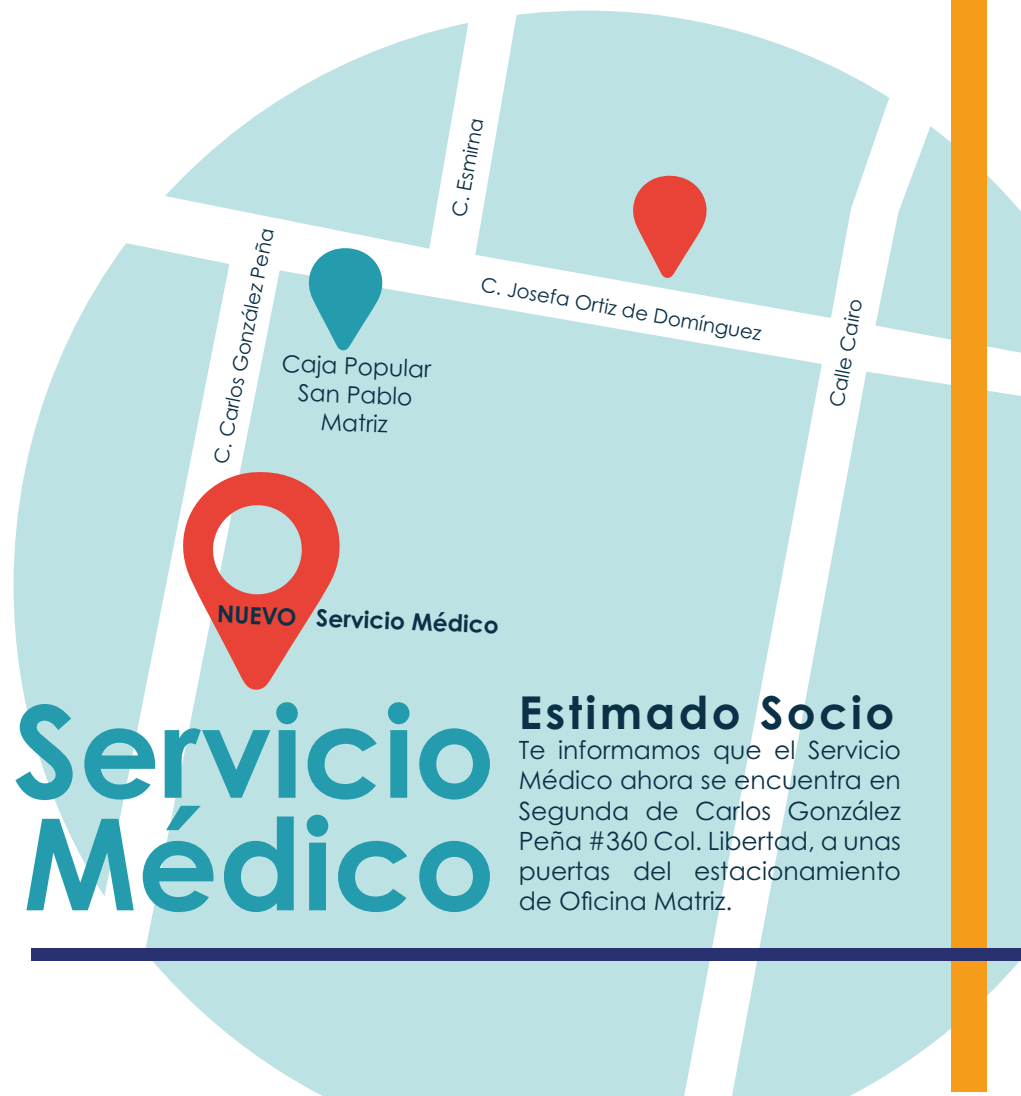 C. Esmirna
C. Carlos González Peña
C. Josefa Ortiz de Domínguez
Calle Cairo
Caja Popular
San Pablo
Matriz
NUEVO Servicio Médico
Servicio
Médico
Estimado Socio
Te informamos que el Servicio
Médico ahora se encuentra en
Segunda de Carlos González
Peña #360 Col. Libertad, a unas
puertas del estacionamiento
de Oficina Matriz.